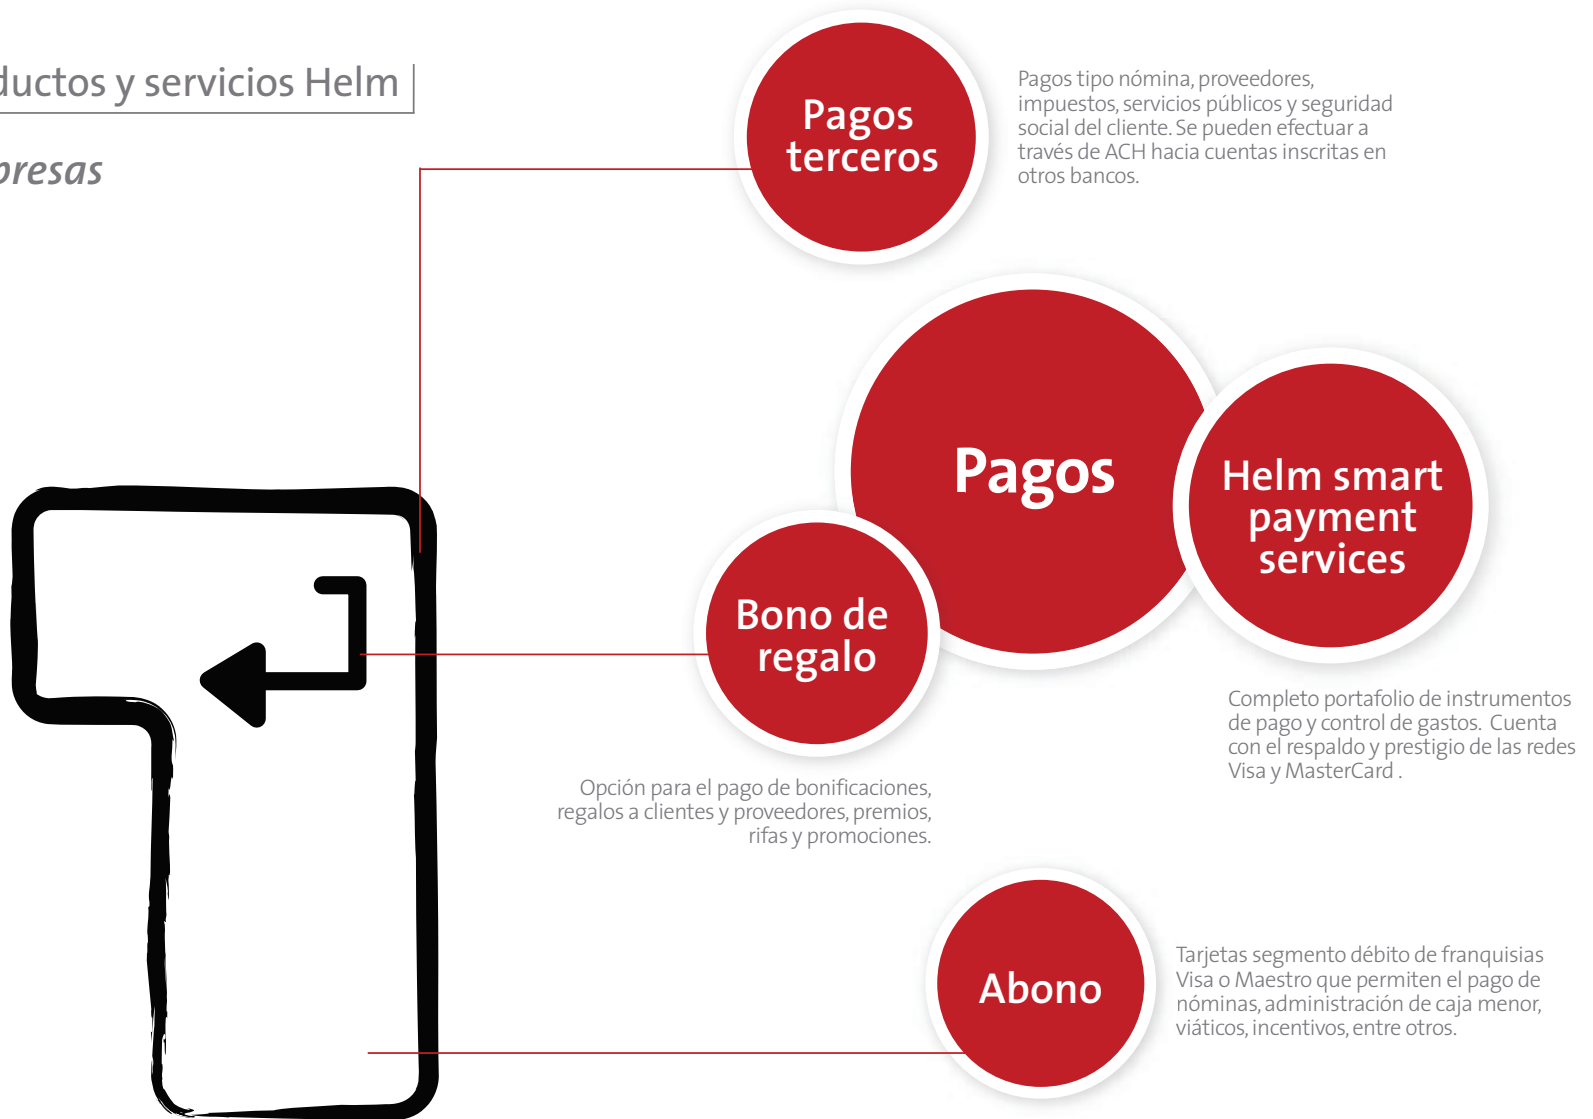 ductos y servicios Helm
presas
Pagos
terceros
Pagos tipo nómina, proveedores,
impuestos, servicios públicos y seguridad
social del cliente. Se pueden efectuar a
través de ACH hacia cuentas inscritas en
otros bancos.
Pagos
Helm smart
payment
services
Completo portafolio de instrumentos
de pago y control de gastos. Cuenta
con el respaldo y prestigio de las redes
Visa y MasterCard .
Bono de
regalo
Opción para el pago de bonificaciones,
regalos a clientes y proveedores, premios,
rifas y promociones.
Abono
Tarjetas segmento débito de franquisias
Visa o Maestro que permiten el pago de
nóminas, administración de caja menor,
viáticos, incentivos, entre otros.